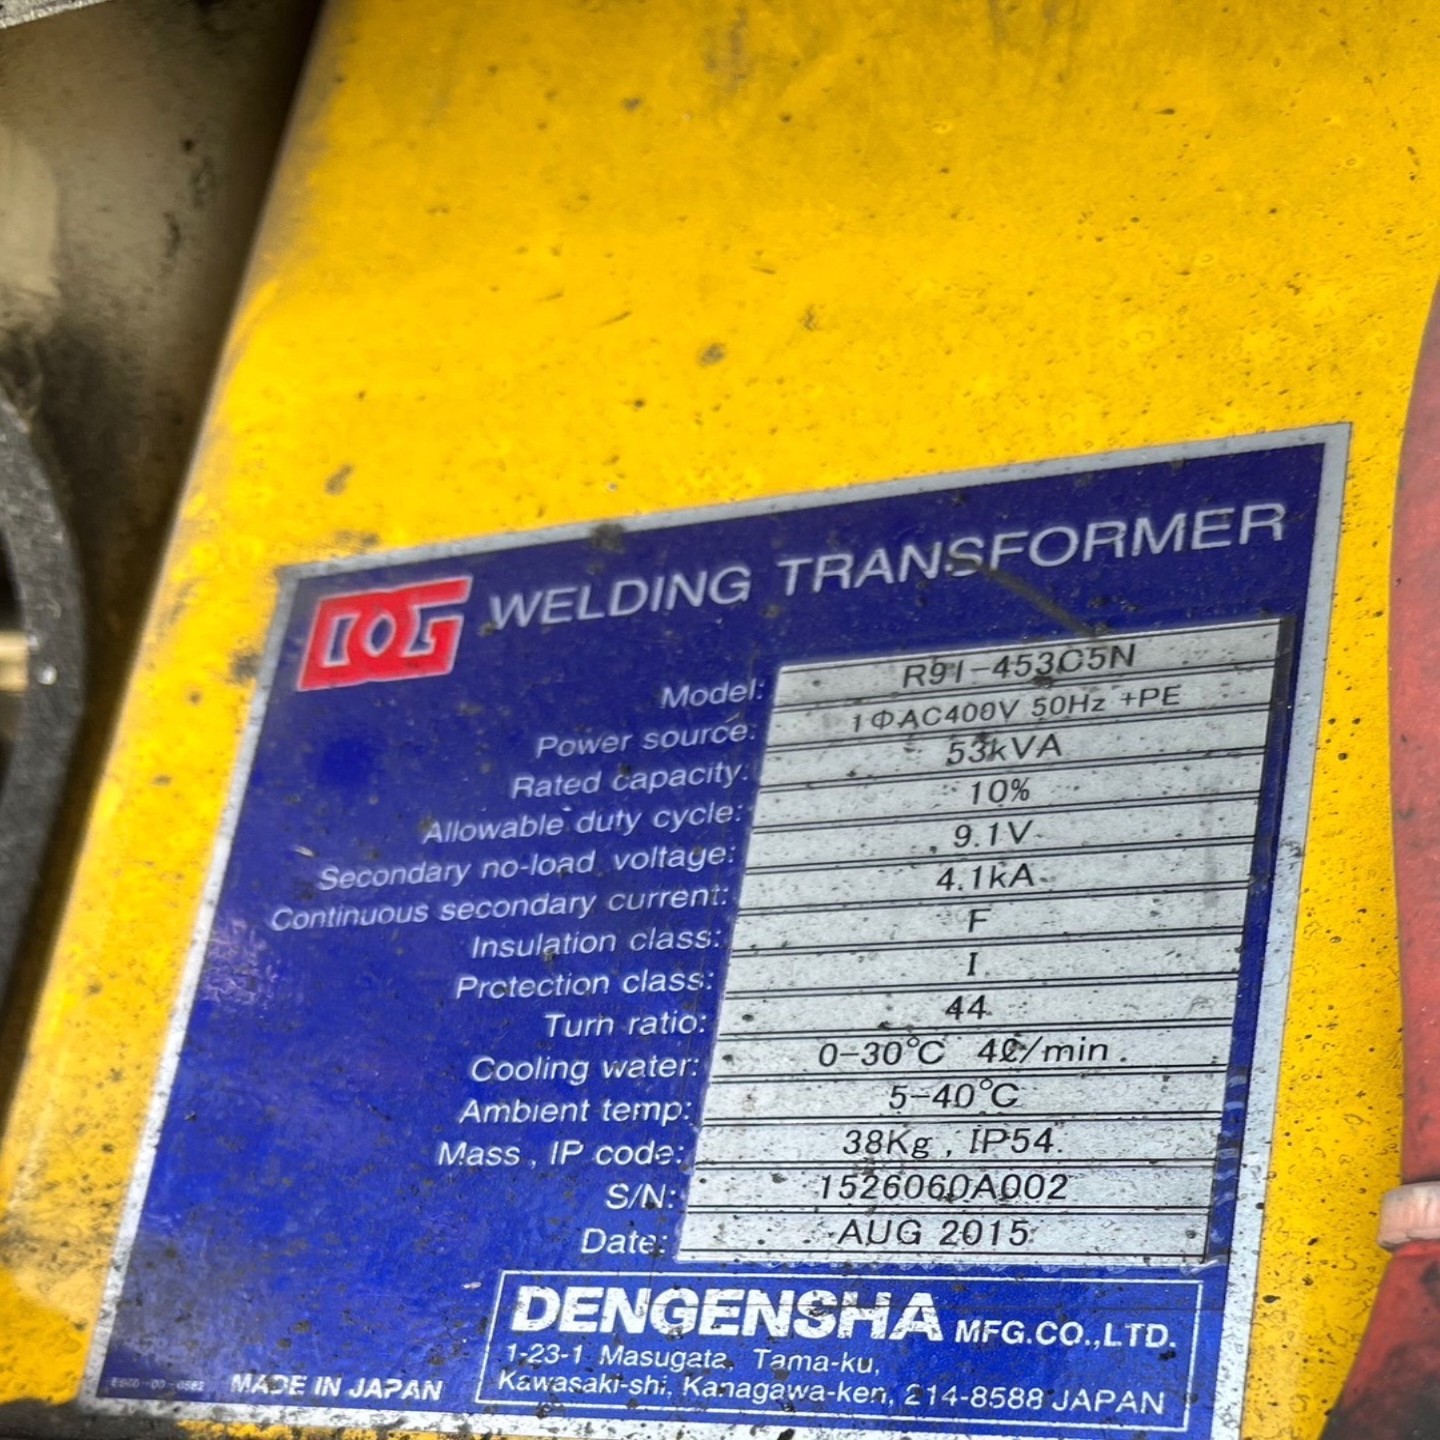 DG WELDING TRANSFORMER
Model: R91-453C5N
Power source: 1ΦAC400V 50Hz +PE
Rated capacity: 53kVA
Allowable duty cycle: 10%
Secondary no-load voltage: 9.1V
Continuous secondary current: 4.1kA
Insulation class: F
Protection class: I
Turn ratio: 44
Cooling water: 0-30℃ 4ℓ/min.
Ambient temp: 5-40℃
Mass, IP code: 38Kg, IP54.
S/N: 1526060A002
Date: AUG 2015
DENGENSHA MFG.CO.,LTD.
1-23-1 Masugata, Tama-ku,
Kawasaki-shi, Kanagawa-ken, 214-8588 JAPAN
MADE IN JAPAN